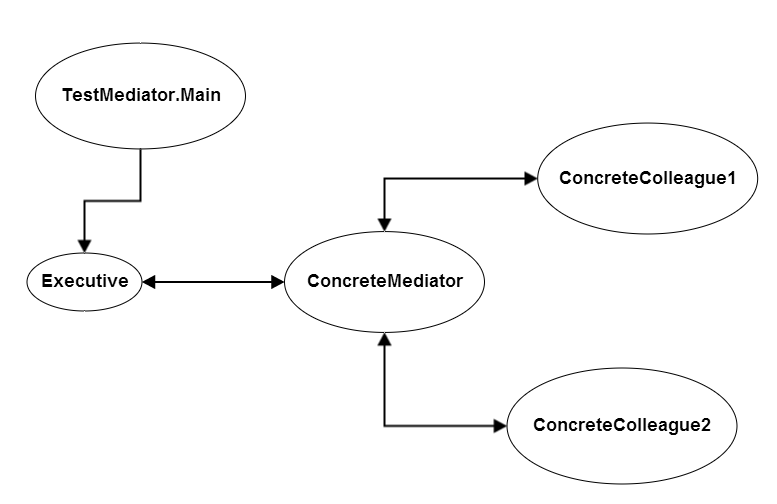 TestMediator.Main
ConcreteColleague1
Executive
ConcreteMediator
ConcreteColleague2